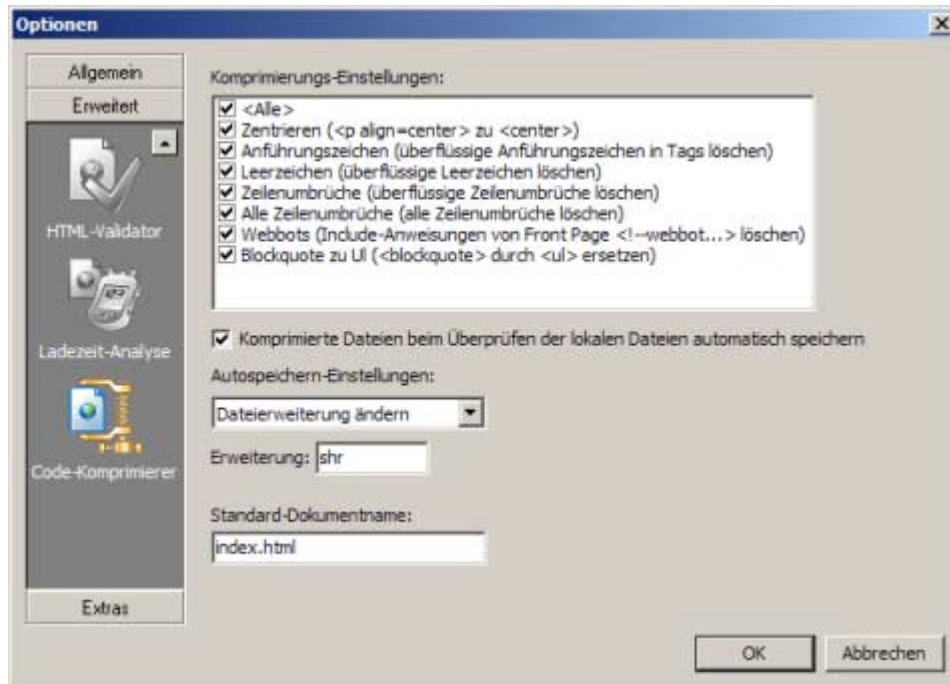 Optionen
Allgemein
Erweitert
HTML-Validator
Ladezeit-Analyse
Code-Komprimierer
Extras
Komprimierungs-Einstellungen:
<Alle>
Zentrieren (<p align=center> zu <center>)
Anführungszeichen (überflüssige Anführungszeichen in Tags löschen)
Leerzeichen (überflüssige Leerzeichen löschen)
Zeilenumbrüche (überflüssige Zeilenumbrüche löschen)
Alle Zeilenumbrüche (alle Zeilenumbrüche löschen)
Webbots (Include-Anweisungen von Front Page <!--webbot...> löschen)
Blockquote zu Ul (<blockquote> durch <ul> ersetzen)
Komprimierte Dateien beim Überprüfen der lokalen Dateien automatisch speichern
Autospeichern-Einstellungen:
Dateierweiterung ändern
Erweiterung: shr
Standard-Dokumentname:
index.html
OK Abbrechen